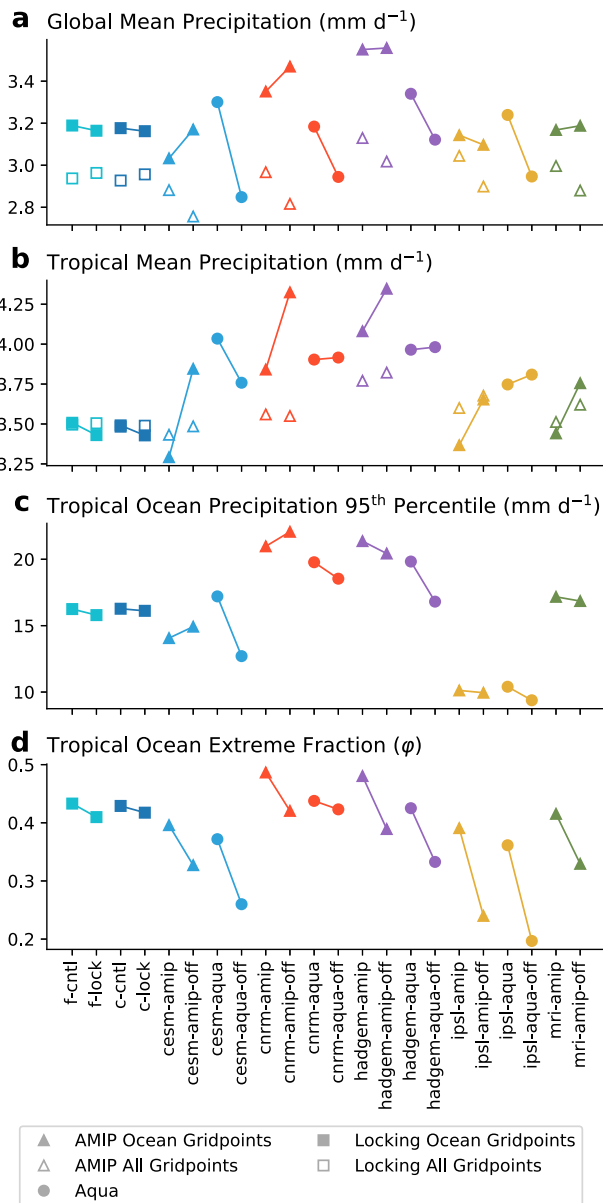 a Global Mean Precipitation (mm d⁻¹)
3.4
3.2
3.0
2.8
b Tropical Mean Precipitation (mm d⁻¹)
4.25
4.00
3.75
3.50
3.25
c Tropical Ocean Precipitation 95ᵗʰ Percentile (mm d⁻¹)
20
15
10
d Tropical Ocean Extreme Fraction (φ)
0.5
0.4
0.3
0.2
f-cntl
f-lock
c-cntl
c-lock
cesm-amip
cesm-amip-off
cesm-aqua
cesm-aqua-off
cnrm-amip
cnrm-amip-off
cnrm-aqua
cnrm-aqua-off
hadgem-amip
hadgem-amip-off
hadgem-aqua
hadgem-aqua-off
ipsl-amip
ipsl-amip-off
ipsl-aqua
ipsl-aqua-off
mri-amip
mri-amip-off
AMIP Ocean Gridpoints
AMIP All Gridpoints
Aqua
Locking Ocean Gridpoints
Locking All Gridpoints